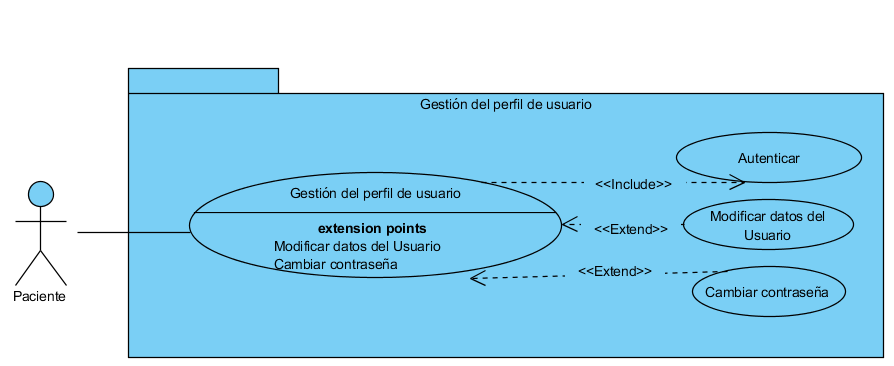 Gestión del perfil de usuario
Autenticar
<<Include>>
Gestión del perfil de usuario
extension points
Modificar datos del Usuario
Cambiar contraseña
Modificar datos del
Usuario
<<Extend>>
<<Extend>>
Cambiar contraseña
Paciente